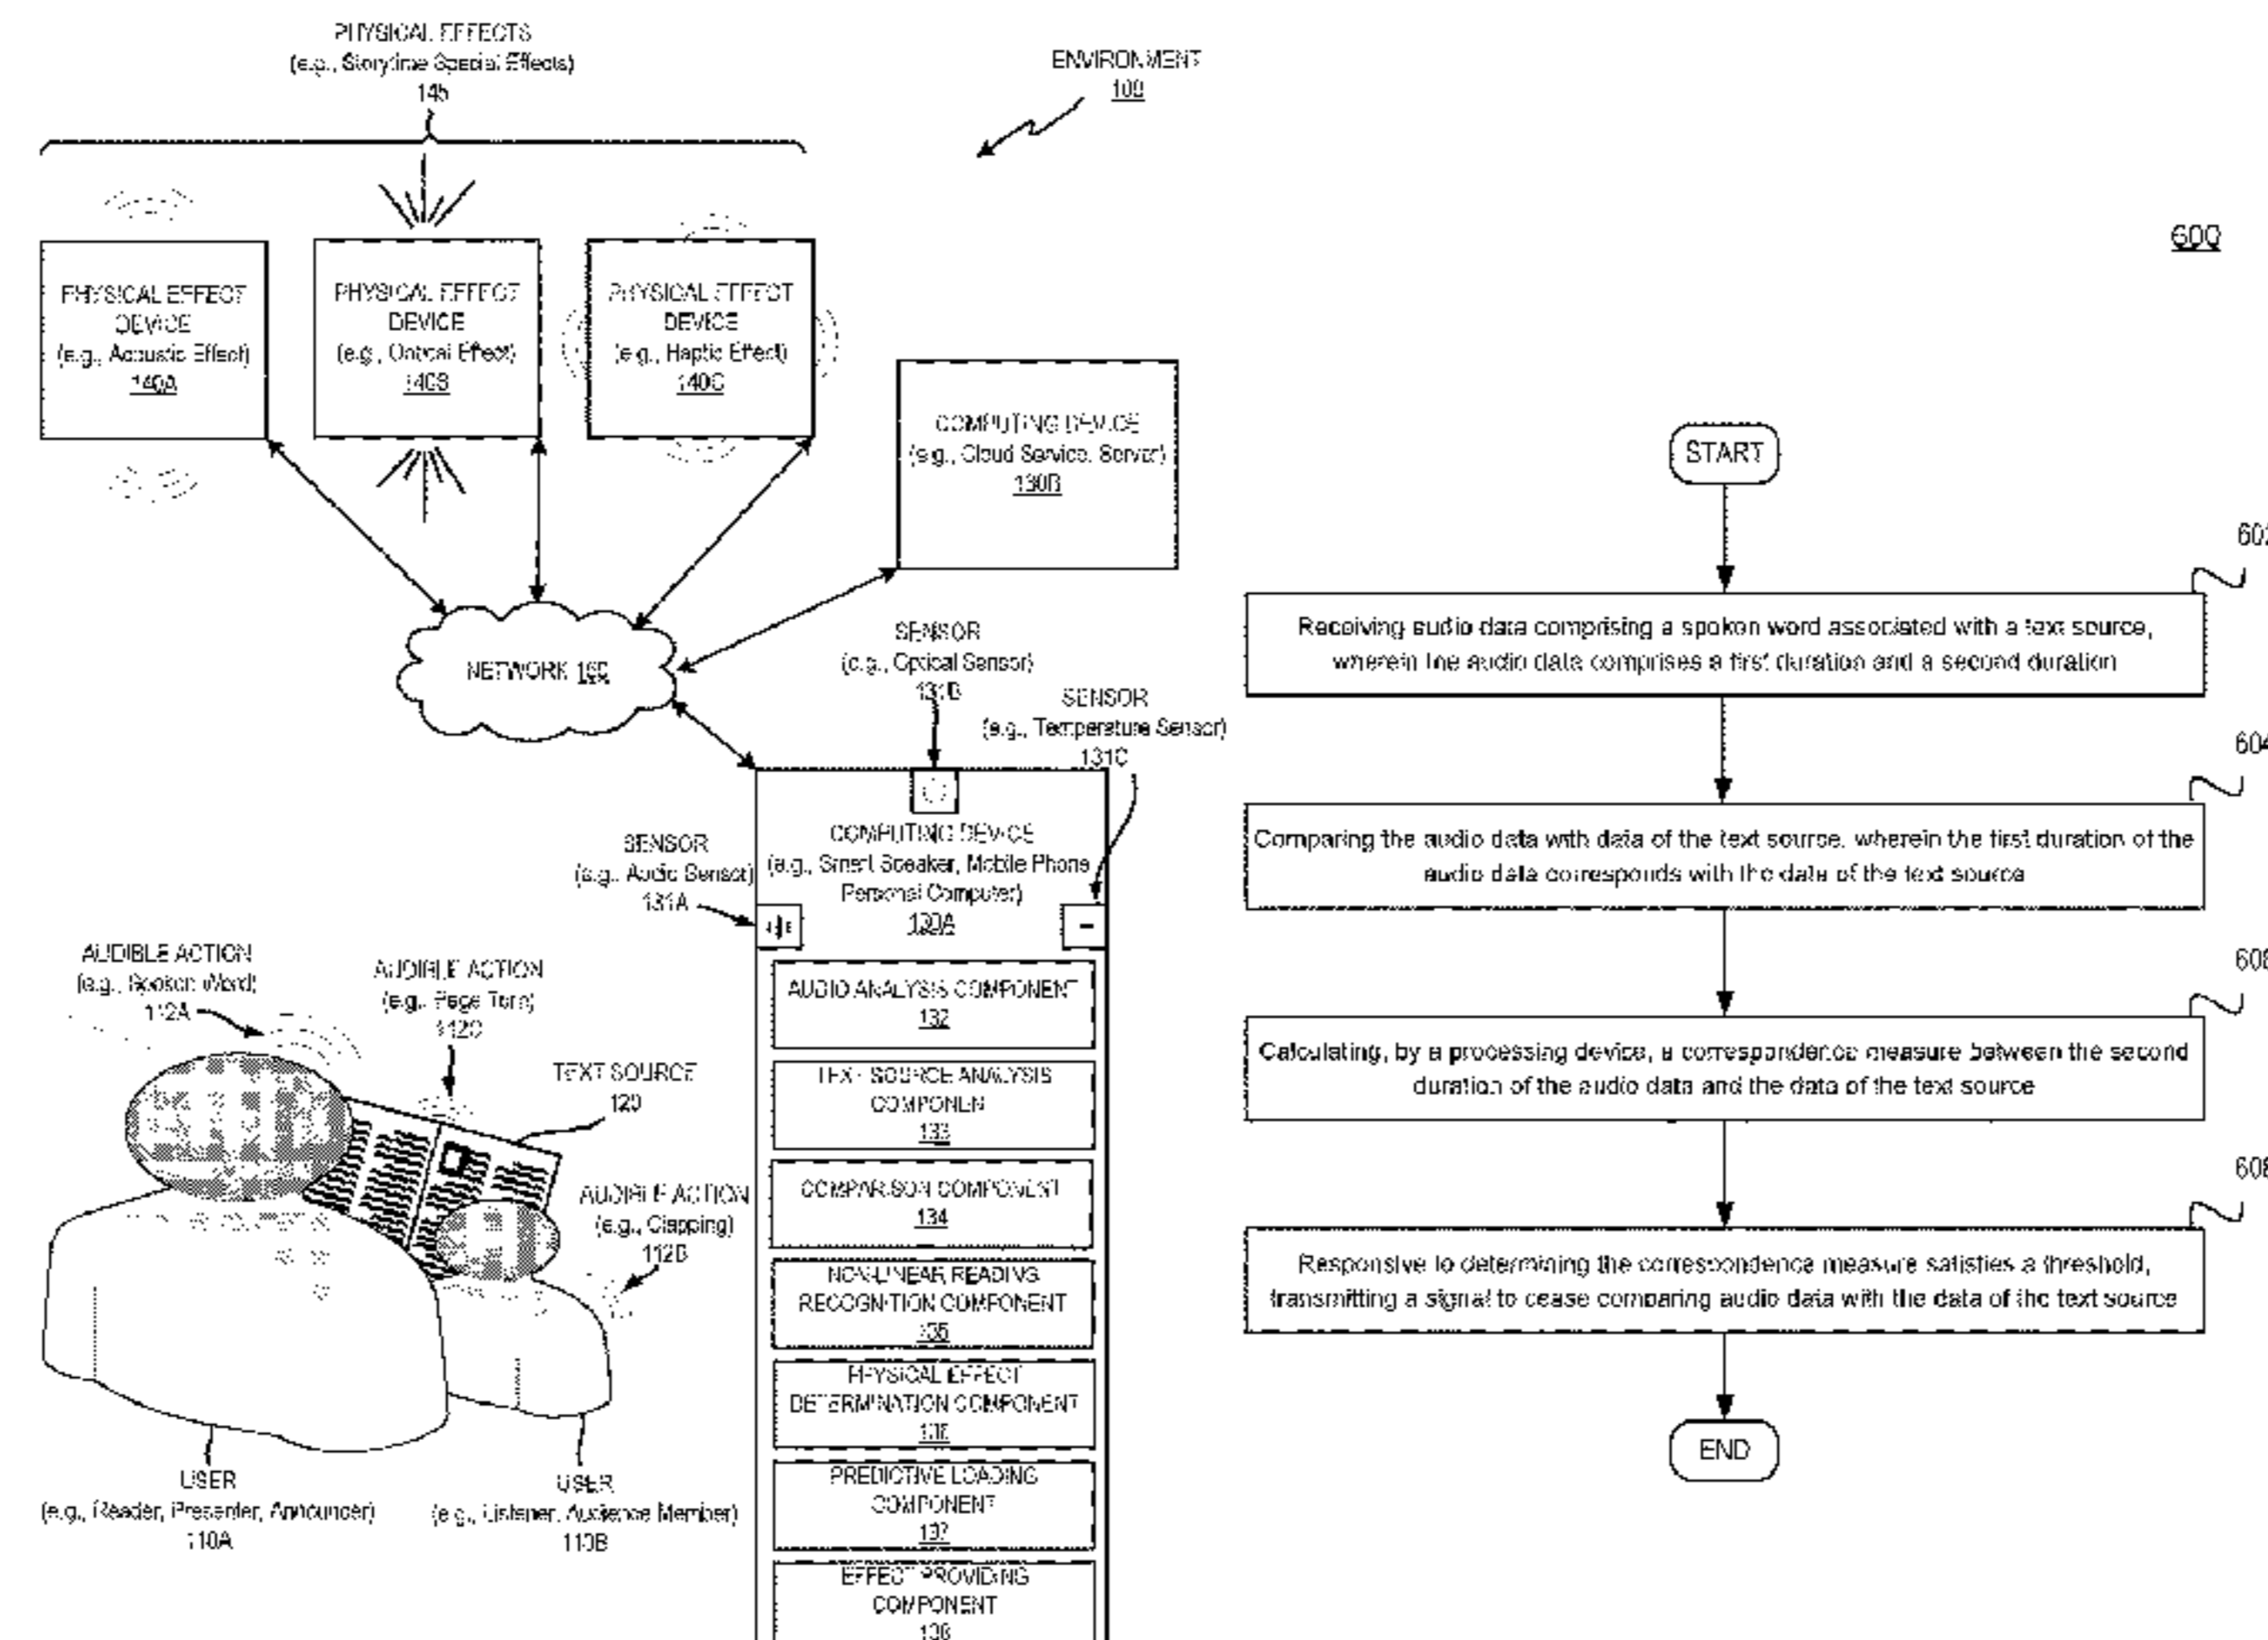 PHYSICAL EFFECTS
(e.g., Storytime Special Effects)
145
ENVIRONMENT
100
PHYSICAL EFFECT
DEVICE
(e.g., Acoustic Effect)
140A
PHYSICAL EFFECT
DEVICE
(e.g., Optical Effect)
140B
PHYSICAL EFFECT
DEVICE
(e.g., Haptic Effect)
140C
COMPUTING DEVICE
(e.g., Cloud Service, Server)
130B
NETWORK
SENSOR
(e.g., Optical Sensor)
131B
SENSOR
(e.g., Temperature Sensor)
131C
SENSOR
(e.g., Audio Sensor)
131A
COMPUTING DEVICE
(e.g., Smart Speaker, Mobile Phone
Personal Computer)
130A
AUDIO ANALYSIS COMPONENT
132
TEXT SOURCE ANALYSIS
COMPONENT
133
COMPARISON COMPONENT
134
NON-LINEAR READING
RECOGNITION COMPONENT
135
PHYSICAL EFFECT
DETERMINATION COMPONENT
136
PREDICTIVE LOADING
COMPONENT
137
EFFECT PROVIDING
COMPONENT
138
AUDIBLE ACTION
(e.g., Spoken Word)
112A
AUDIBLE ACTION
(e.g., Page Turn)
112C
TEXT SOURCE
120
AUDIBLE ACTION
(e.g., Clapping)
112B
USER
(e.g., Reader, Presenter, Announcer)
110A
USER
(e.g., Listener, Audience Member)
110B
600
START
602
Receiving audio data comprising a spoken word associated with a text source,
wherein the audio data comprises a first duration and a second duration
604
Comparing the audio data with data of the text source, wherein the first duration of the
audio data corresponds with the data of the text source
Calculating, by a processing device, a correspondence measure between the second
duration of the audio data and the data of the text source
608
Responsive to determining the correspondence measure satisfies a threshold,
transmitting a signal to cease comparing audio data with the data of the text source
END